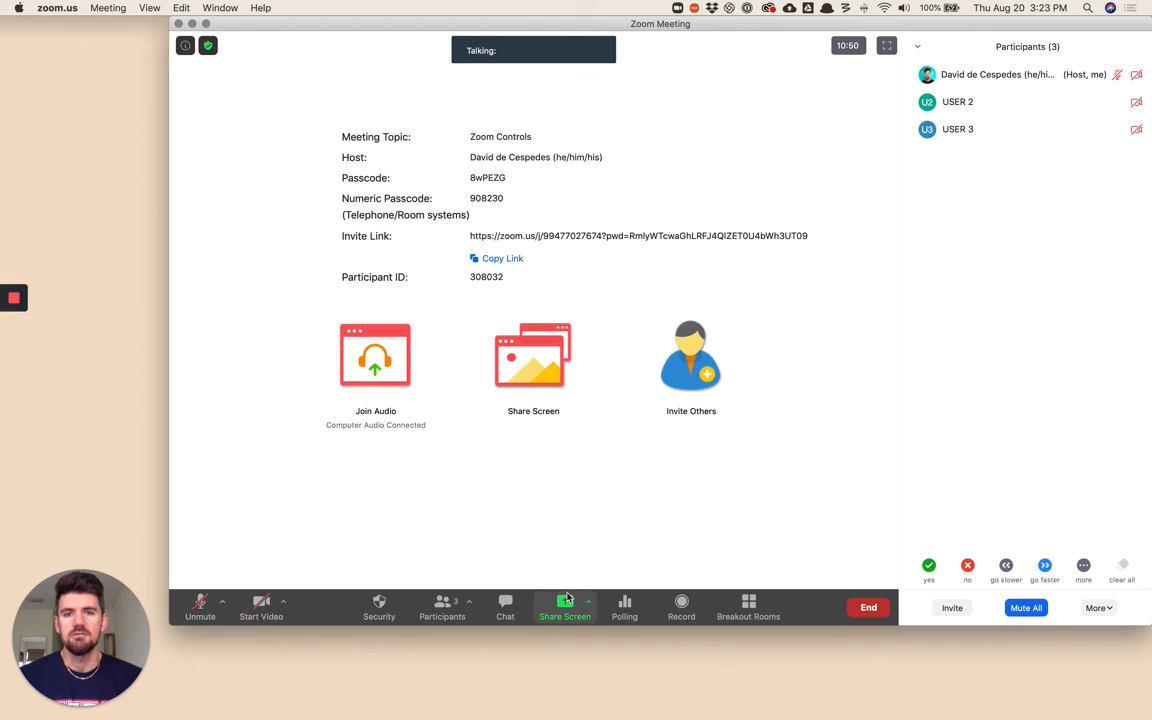 zoom.us Meeting View Edit Window Help
100% Thu Aug 20 3:23 PM
Zoom Meeting
Talking:
10:50
Participants (3)
David de Cespedes (he/hi... (Host, me)
U2 USER 2
U3 USER 3
Meeting Topic: Zoom Controls
Host: David de Cespedes (he/him/his)
Passcode: 8wPEZG
Numeric Passcode: 908230
(Telephone/Room systems)
Invite Link: https://zoom.us/j/99477027674?pwd=RmlyWTcwaGhLRFJ4QlZET0U4bWh3UT09
Copy Link
Participant ID: 308032
Join Audio Share Screen Invite Others
Computer Audio Connected
yes no go slower go faster more clear all
3
Unmute Start Video Security Participants Chat Share Screen Polling Record Breakout Rooms
End
Invite Mute All More